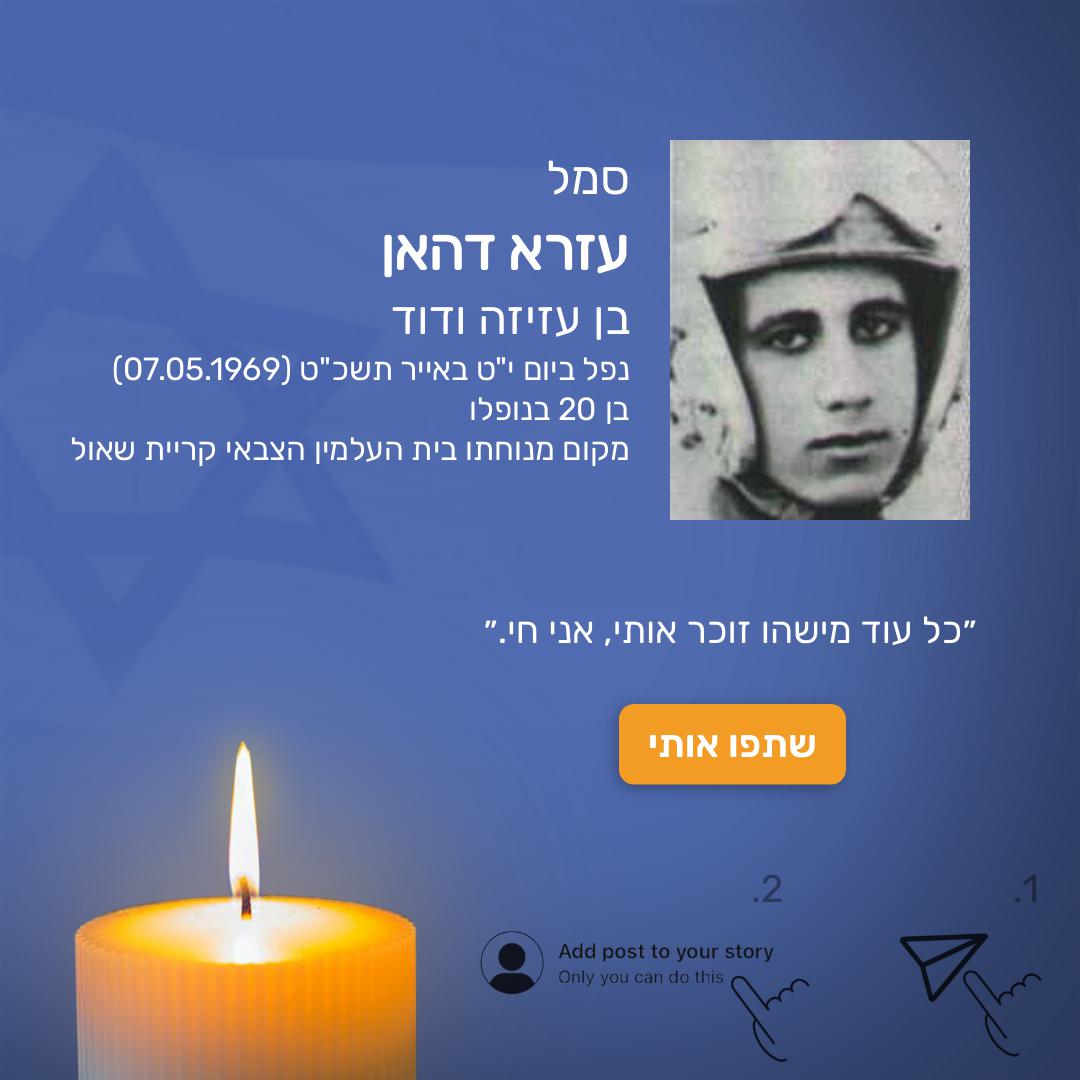 סמל
עזרא דהאן
בן עזיזה ודוד
נפל ביום י"ט באייר תשכ"ט (07.05.1969)
בן 20 בנופלו
מקום מנוחתו בית העלמין הצבאי קריית שאול
״כל עוד מישהו זוכר אותי, אני חי.״
שתפו אותי
.1
.2
Add post to your story
Only you can do this